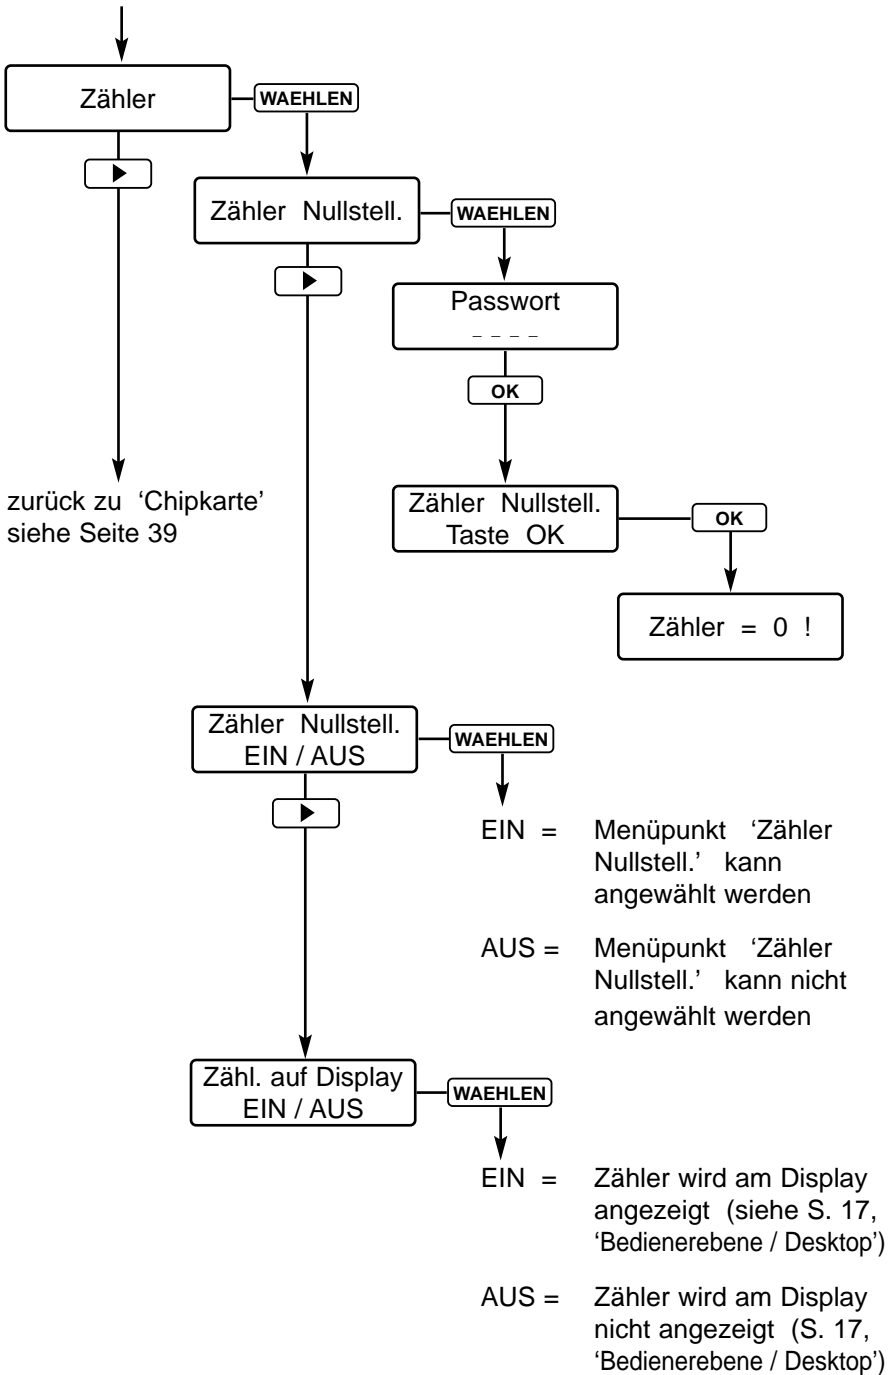 Zähler
WAEHLEN
Zähler Nullstell.
WAEHLEN
Passwort
_ _ _ _
OK
zurück zu ‘Chipkarte’
siehe Seite 39
Zähler Nullstell.
Taste OK
OK
Zähler = 0 !
Zähler Nullstell.
EIN / AUS
WAEHLEN
EIN = Menüpunkt ‘Zähler
Nullstell.’ kann
angewählt werden
AUS = Menüpunkt ‘Zähler
Nullstell.’ kann nicht
angewählt werden
Zähl. auf Display
EIN / AUS
WAEHLEN
EIN = Zähler wird am Display
angezeigt (siehe S. 17,
‘Bedienerebene / Desktop’)
AUS = Zähler wird am Display
nicht angezeigt (S. 17,
‘Bedienerebene / Desktop’)